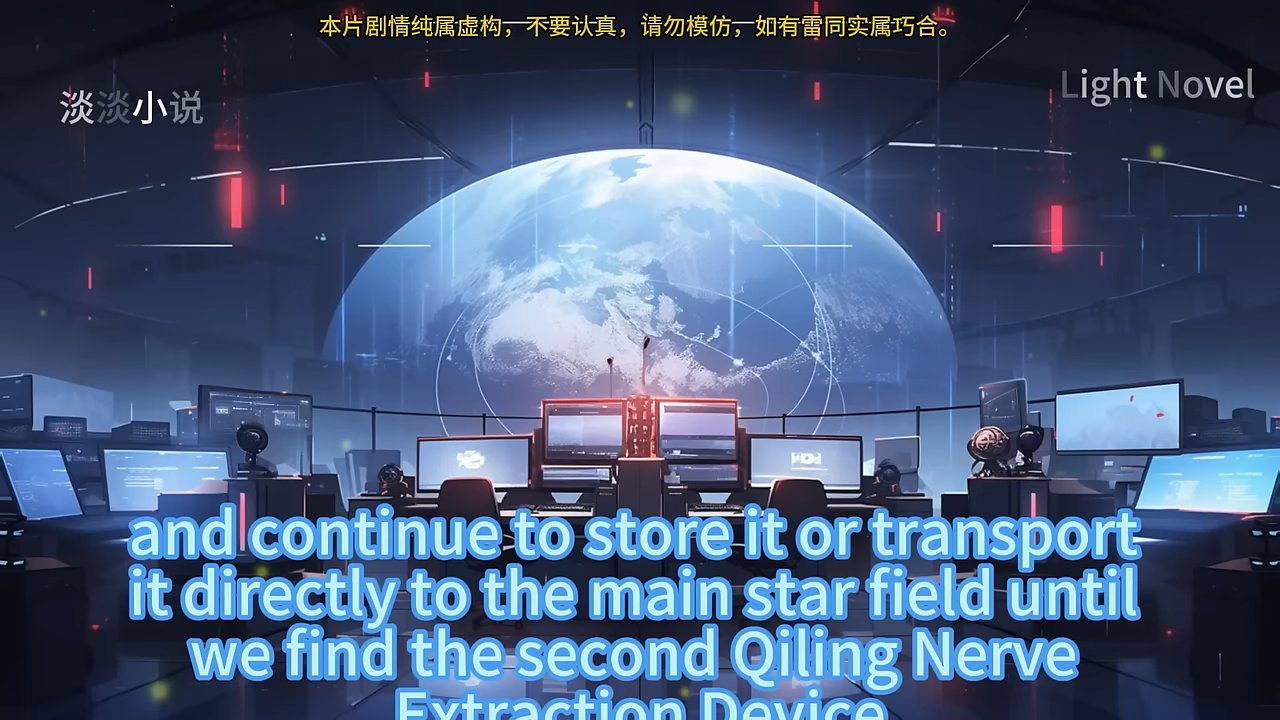 本片剧情纯属虚构，不要认真，请勿模仿，如有雷同实属巧合。
淡淡小说
Light Novel
and continue to store it or transport
it directly to the main star field until
we find the second Qiling Nerve
Extraction Device